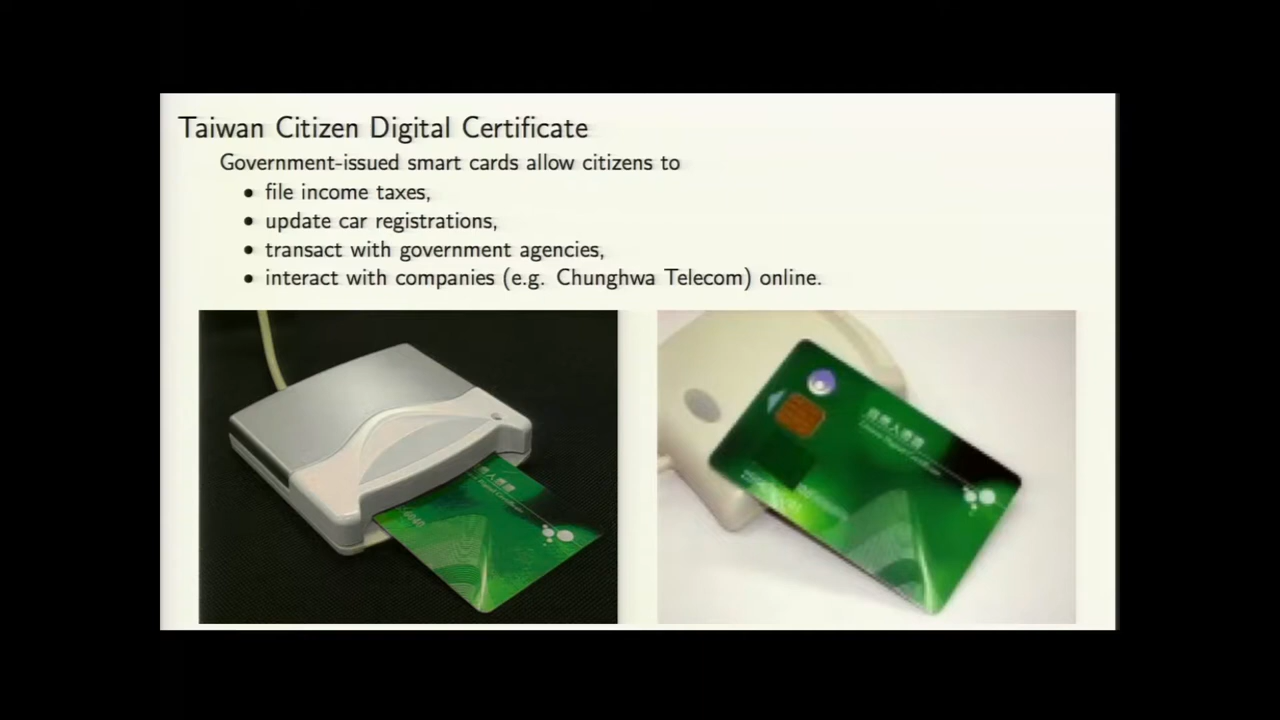 Taiwan Citizen Digital Certificate
Government-issued smart cards allow citizens to
• file income taxes,
• update car registrations,
• transact with government agencies,
• interact with companies (e.g. Chunghwa Telecom) online.